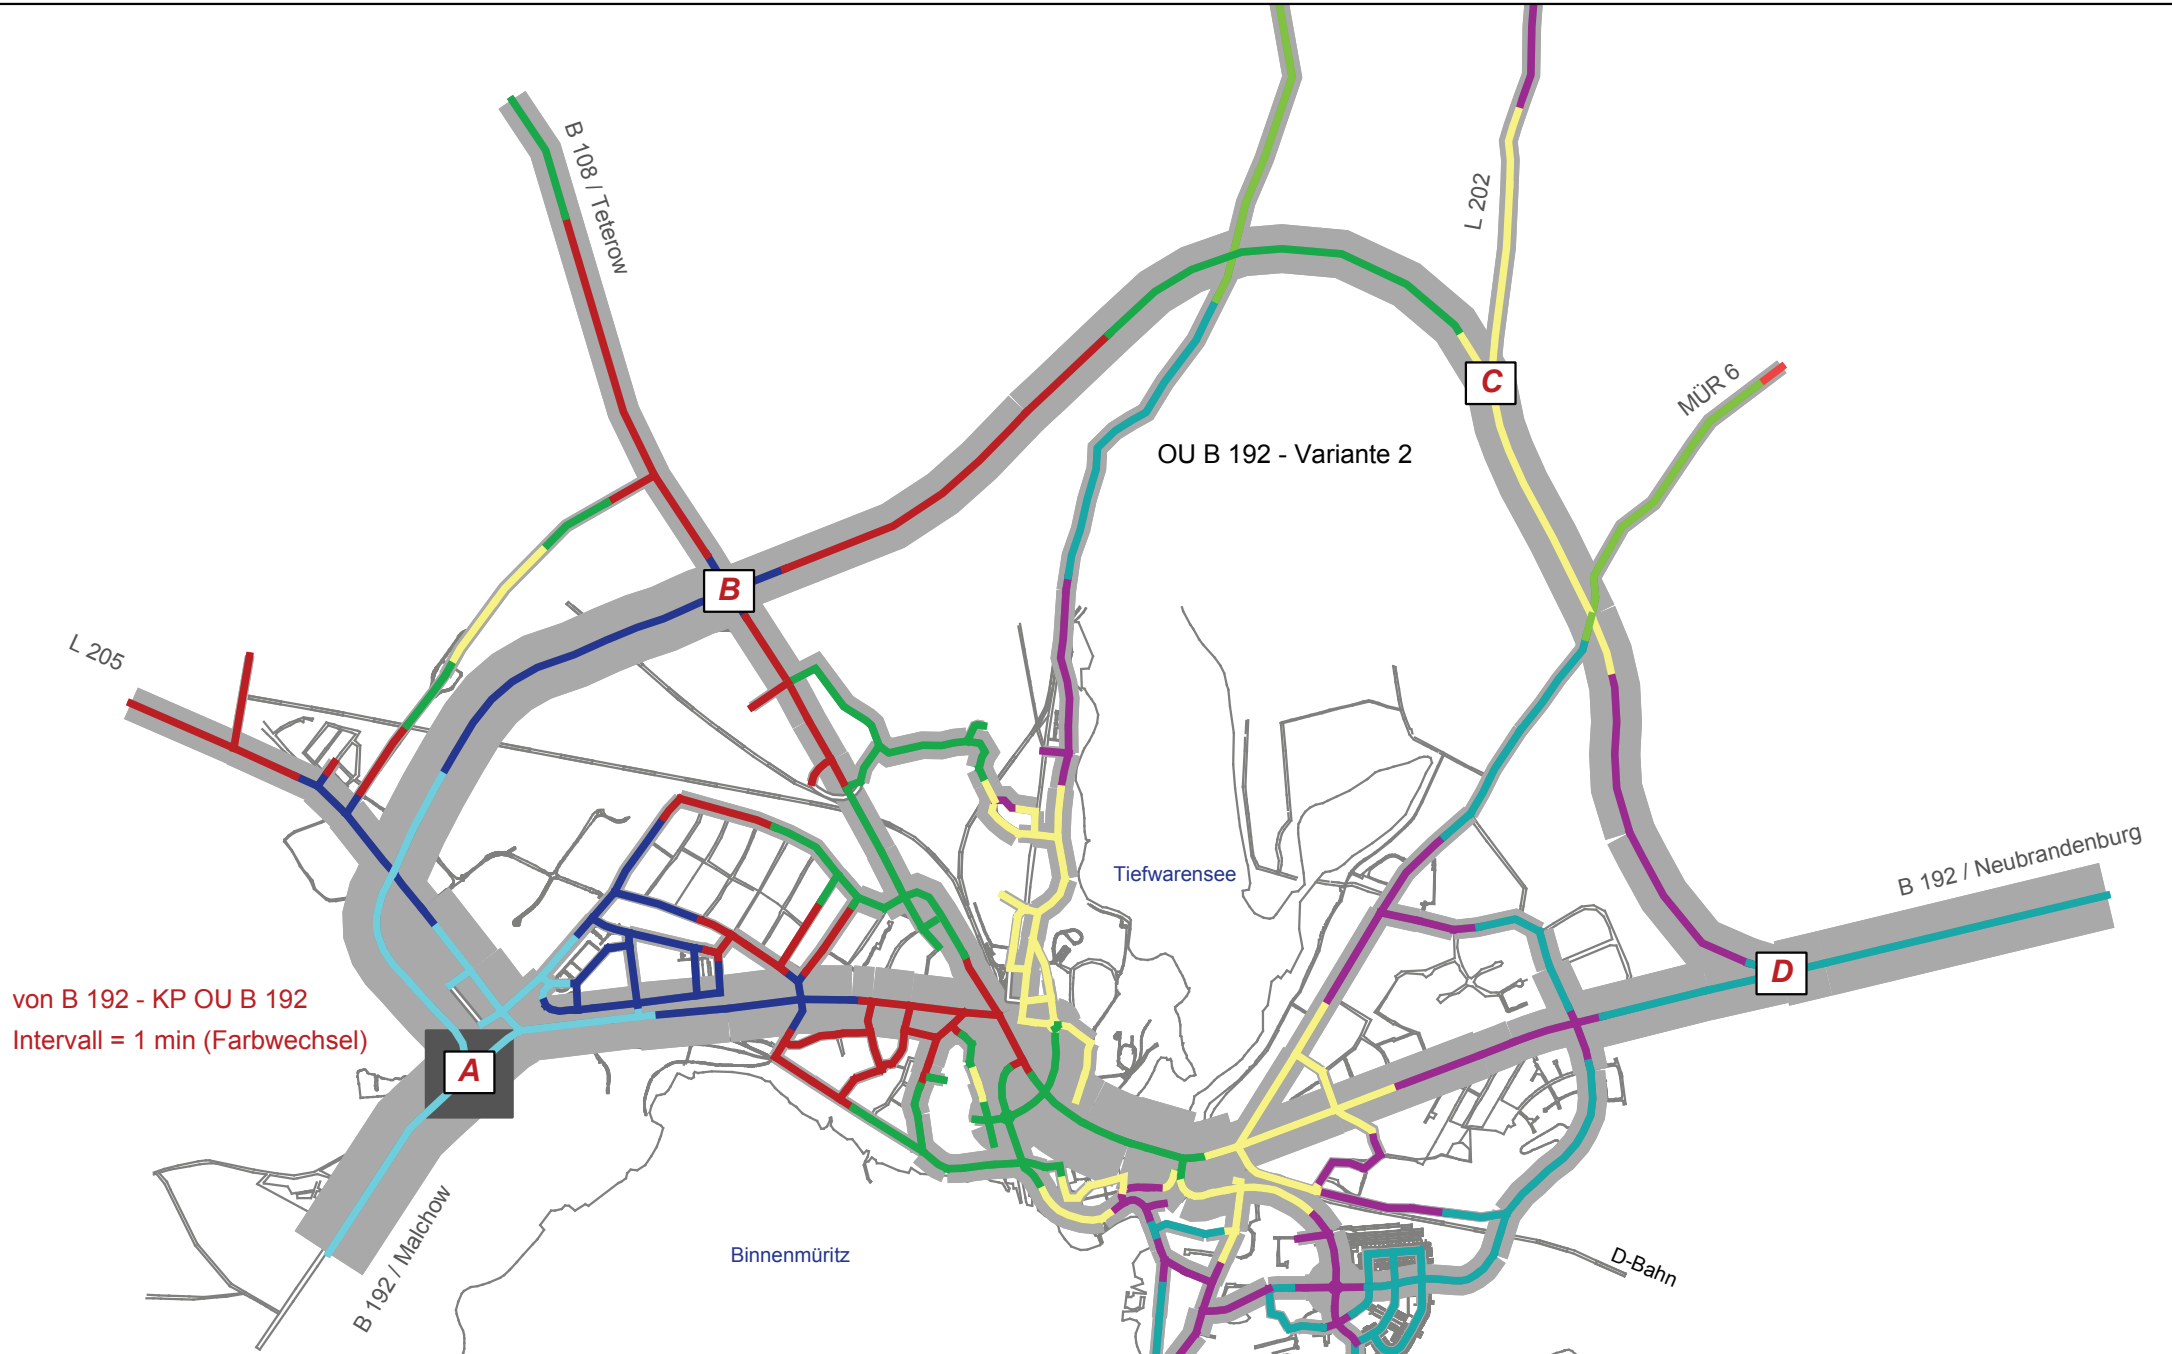 B 108 / Teterow
L 202
C
MÜR 6
OU B 192 - Variante 2
B
L 205
Tiefwarensee
B 192 / Neubrandenburg
D
von B 192 - KP OU B 192
Intervall = 1 min (Farbwechsel)
A
B 192 / Malchow
Binnenmüritz
D-Bahn